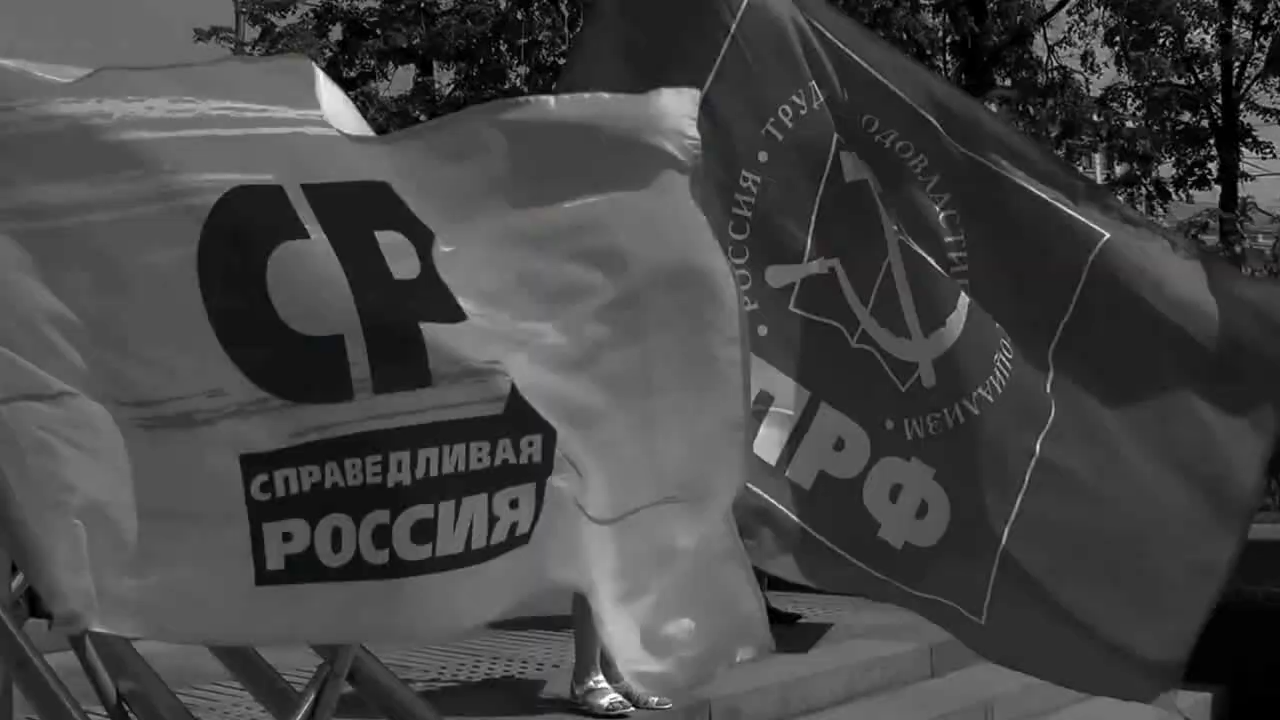 СР
СПРАВЕДЛИВАЯ
РОССИЯ
РОССИЯ • ТРУД
ОДОВЛАСТИ
ОЦИАЛИЗМ •
ПРФ